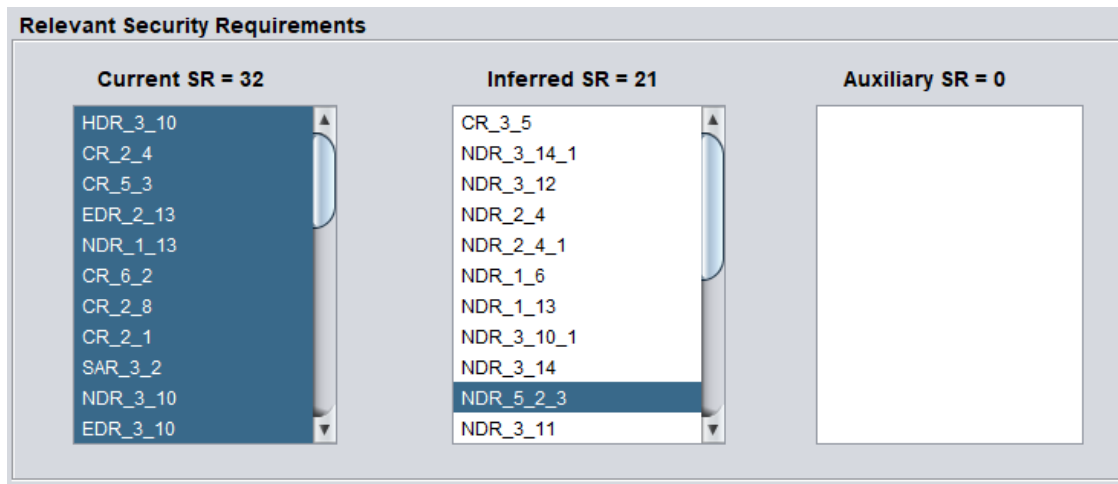 Relevant Security Requirements
Current SR = 32
HDR_3_10
CR_2_4
CR_5_3
EDR_2_13
NDR_1_13
CR_6_2
CR_2_8
CR_2_1
SAR_3_2
NDR_3_10
EDR_3_10
Inferred SR = 21
CR_3_5
NDR_3_14_1
NDR_3_12
NDR_2_4
NDR_2_4_1
NDR_1_6
NDR_1_13
NDR_3_10_1
NDR_3_14
NDR_5_2_3
NDR_3_11
Auxiliary SR = 0